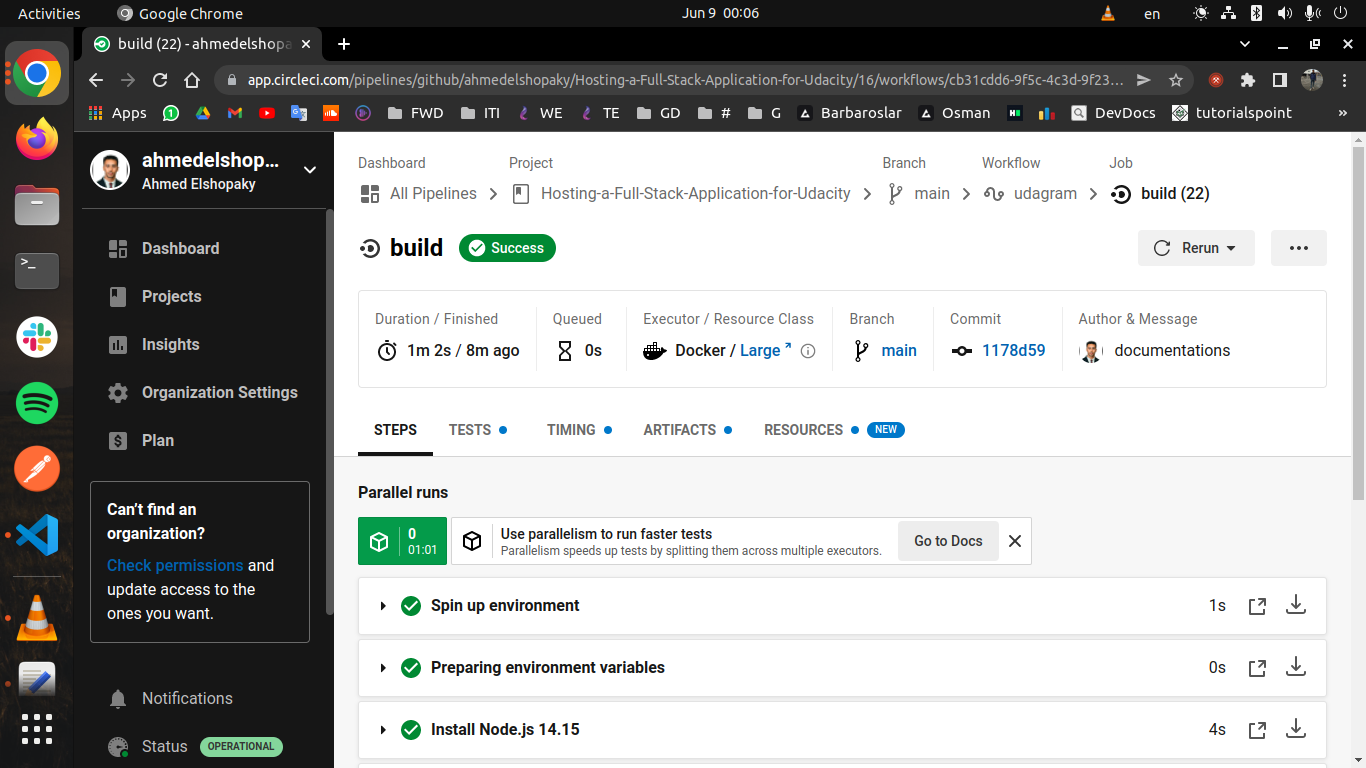 Activities Google Chrome Jun 9 00:06 en
build (22) - ahmedelshopa
app.circleci.com/pipelines/github/ahmedelshopaky/Hosting-a-Full-Stack-Application-for-Udacity/16/workflows/cb31cdd6-9f5c-4c3d-9f23...
Apps FWD ITI WE TE GD # G Barbaroslar Osman DevDocs tutorialspoint »
ahmedelshop...
Ahmed Elshopaky
Dashboard
Projects
Insights
Organization Settings
Plan
Can't find an
organization?
Check permissions and
update access to the
ones you want.
Notifications
Status OPERATIONAL
Dashboard Project Branch Workflow Job
All Pipelines Hosting-a-Full-Stack-Application-for-Udacity main udagram build (22)
build Success Rerun
Duration / Finished Queued Executor / Resource Class Branch Commit Author & Message
1m 2s / 8m ago 0s Docker / Large main 1178d59 documentations
STEPS TESTS TIMING ARTIFACTS RESOURCES NEW
Parallel runs
0
01:01
Use parallelism to run faster tests
Parallelism speeds up tests by splitting them across multiple executors.
Go to Docs
Spin up environment 1s
Preparing environment variables 0s
Install Node.js 14.15 4s